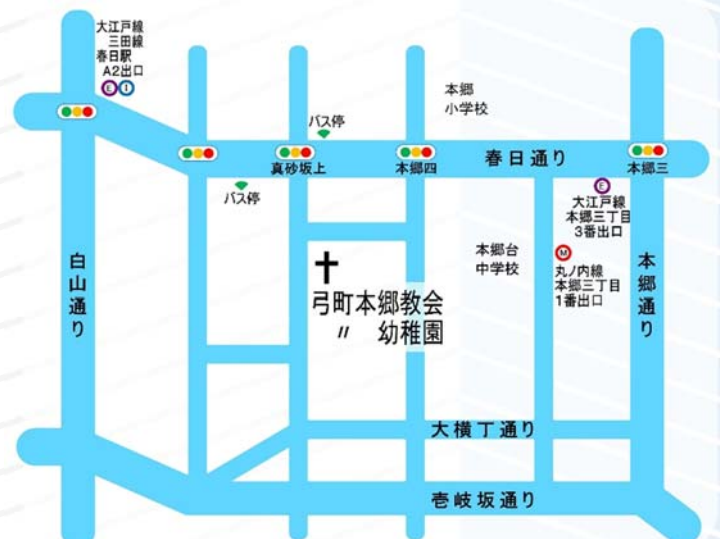 大江戸線
三田線
春日駅
A2出口
E I
バス停
本郷
小学校
真砂坂上
本郷四
春日通り
本郷三
バス停
E
大江戸線
本郷三丁目
3番出口
本郷台
中学校
M
丸ノ内線
本郷三丁目
1番出口
白山通り
本郷通り
弓町本郷教会
〃 幼稚園
大横丁通り
壱岐坂通り